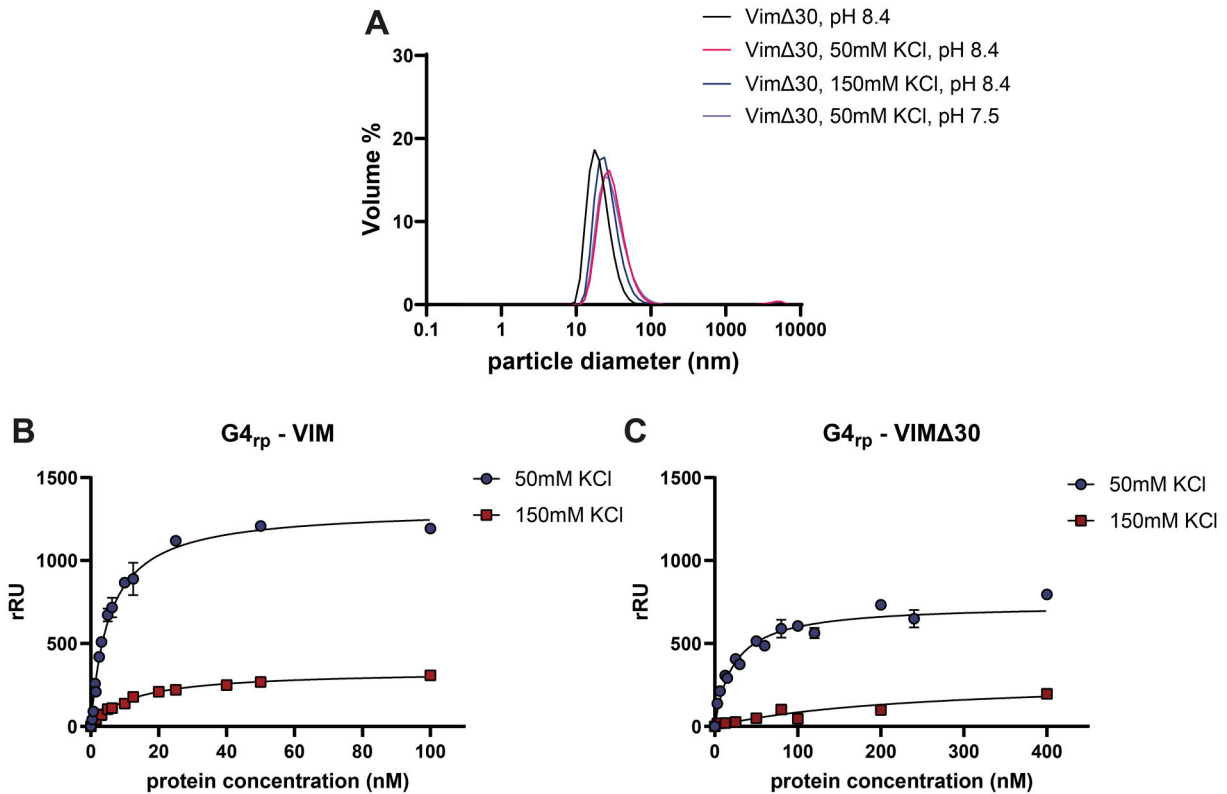 A
VimΔ30, pH 8.4
VimΔ30, 50mM KCl, pH 8.4
VimΔ30, 150mM KCl, pH 8.4
VimΔ30, 50mM KCl, pH 7.5
30
20
10
0
Volume %
0.1 1 10 100 1000 10000
particle diameter (nm)
B
G4rp - VIM
50mM KCl
150mM KCl
1500
1000
500
0
rRU
0 20 40 60 80 100
protein concentration (nM)
C
G4rp - VIMΔ30
50mM KCl
150mM KCl
1500
1000
500
0
rRU
0 100 200 300 400
protein concentration (nM)